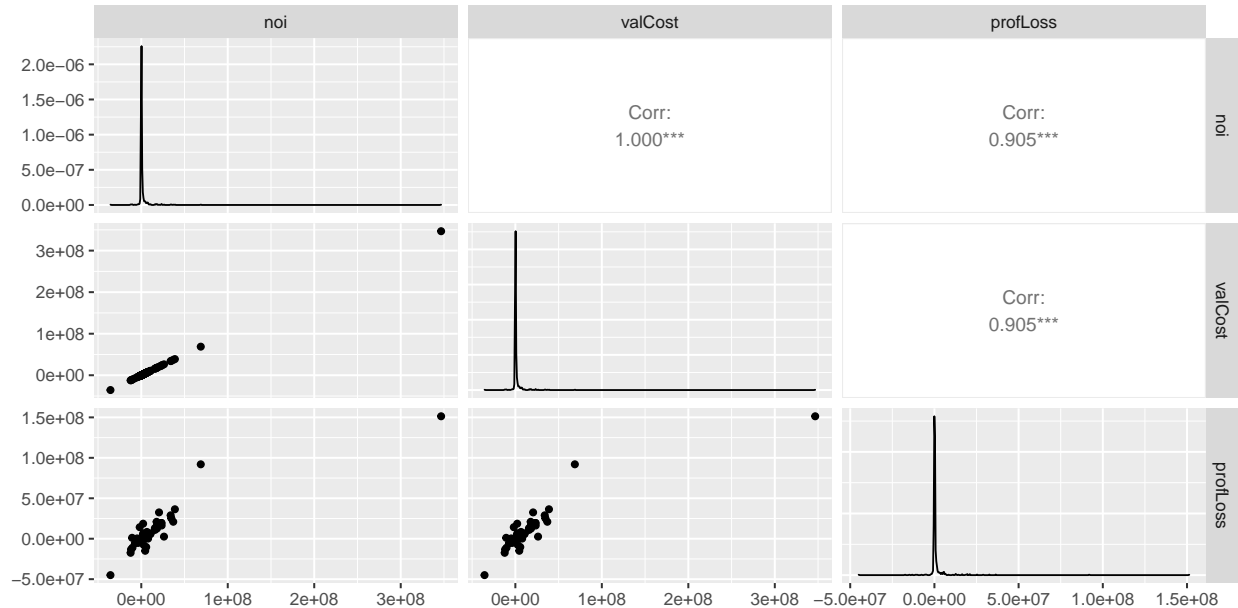 noi valCost profLoss
2.0e−06
1.5e−06
1.0e−06
5.0e−07
0.0e+00
Corr:
1.000***
Corr:
0.905***
noi
3e+08
2e+08
1e+08
0e+00
Corr:
0.905***
valCost
1.5e+08
1.0e+08
5.0e+07
0.0e+00
−5.0e+07
profLoss
0e+00 1e+08 2e+08 3e+08 0e+00 1e+08 2e+08 3e+08 −5.0e+07 0.0e+00 5.0e+07 1.0e+08 1.5e+08